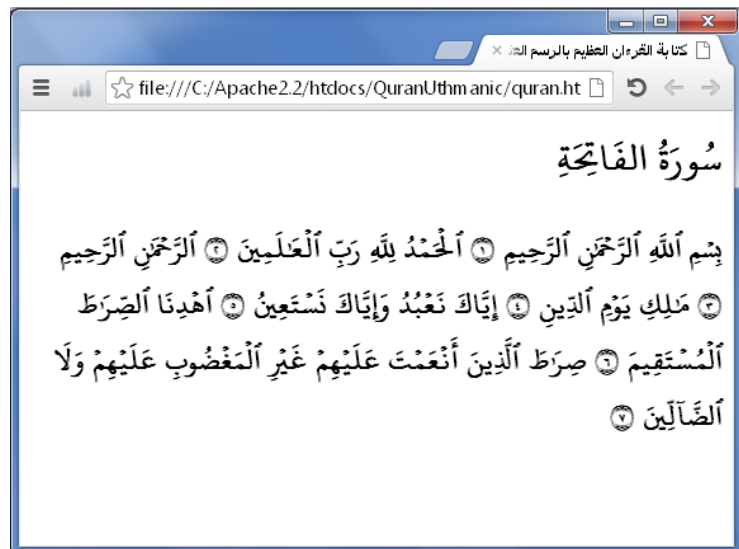 كتابة القرءان العظيم بالرسم
file:///C:/Apache2.2/htdocs/QuranUthmanic/quran.ht
سُورَةُ الفَاتِحَةِ
بِسۡمِ ٱللَّهِ ٱلرَّحۡمَٰنِ ٱلرَّحِيمِ ١ ٱلۡحَمۡدُ لِلَّهِ رَبِّ ٱلۡعَٰلَمِينَ ٢ ٱلرَّحۡمَٰنِ ٱلرَّحِيمِ
٣ مَٰلِكِ يَوۡمِ ٱلدِّينِ ٤ إِيَّاكَ نَعۡبُدُ وَإِيَّاكَ نَسۡتَعِينُ ٥ ٱهۡدِنَا ٱلصِّرَٰطَ
ٱلۡمُسۡتَقِيمَ ٦ صِرَٰطَ ٱلَّذِينَ أَنۡعَمۡتَ عَلَيۡهِمۡ غَيۡرِ ٱلۡمَغۡضُوبِ عَلَيۡهِمۡ وَلَا
ٱلضَّآلِّينَ ٧